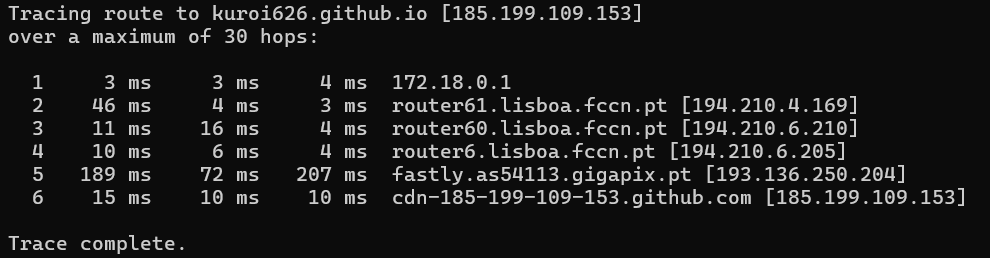 Tracing route to kuroi626.github.io [185.199.109.153]
over a maximum of 30 hops:
1 3 ms 3 ms 4 ms 172.18.0.1
2 46 ms 4 ms 3 ms router61.lisboa.fccn.pt [194.210.4.169]
3 11 ms 16 ms 4 ms router60.lisboa.fccn.pt [194.210.6.210]
4 10 ms 6 ms 4 ms router6.lisboa.fccn.pt [194.210.6.205]
5 189 ms 72 ms 207 ms fastly.as54113.gigapix.pt [193.136.250.204]
6 15 ms 10 ms 10 ms cdn-185-199-109-153.github.com [185.199.109.153]
Trace complete.